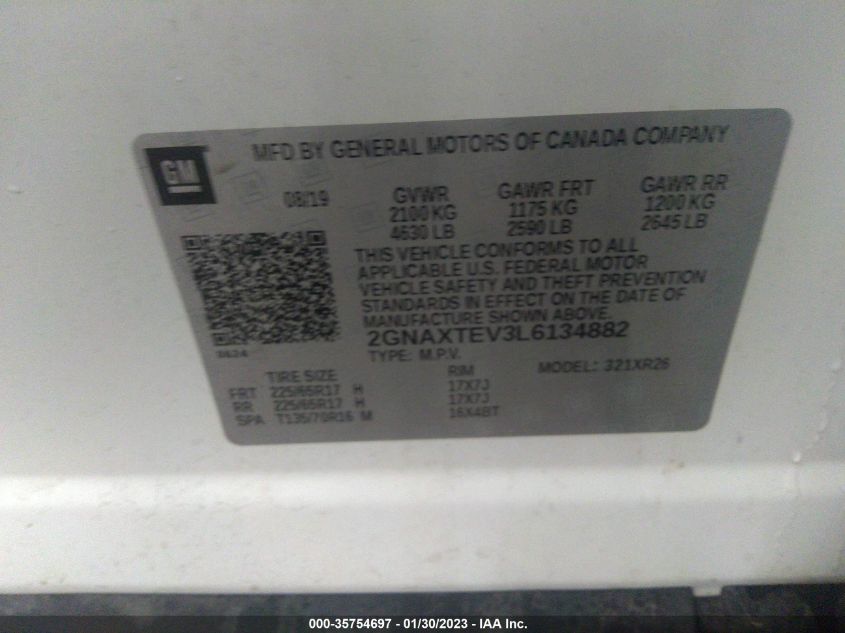 GM
MFD BY GENERAL MOTORS OF CANADA COMPANY
08/19 GVWR GAWR FRT GAWR RR
2100 KG 1175 KG 1200 KG
4630 LB 2590 LB 2645 LB
THIS VEHICLE CONFORMS TO ALL
APPLICABLE U.S. FEDERAL MOTOR
VEHICLE SAFETY AND THEFT PREVENTION
STANDARDS IN EFFECT ON THE DATE OF
MANUFACTURE SHOWN ABOVE.
2GNAXTEV3L6134882
TYPE: M.P.V. MODEL: 321XR26
TIRE SIZE RIM
FRT 225/65R17 H 17X7J
RR 225/65R17 H 17X7J
SPA T135/70R16 M 16X4BT
000-35754697 - 01/30/2023 - IAA Inc.